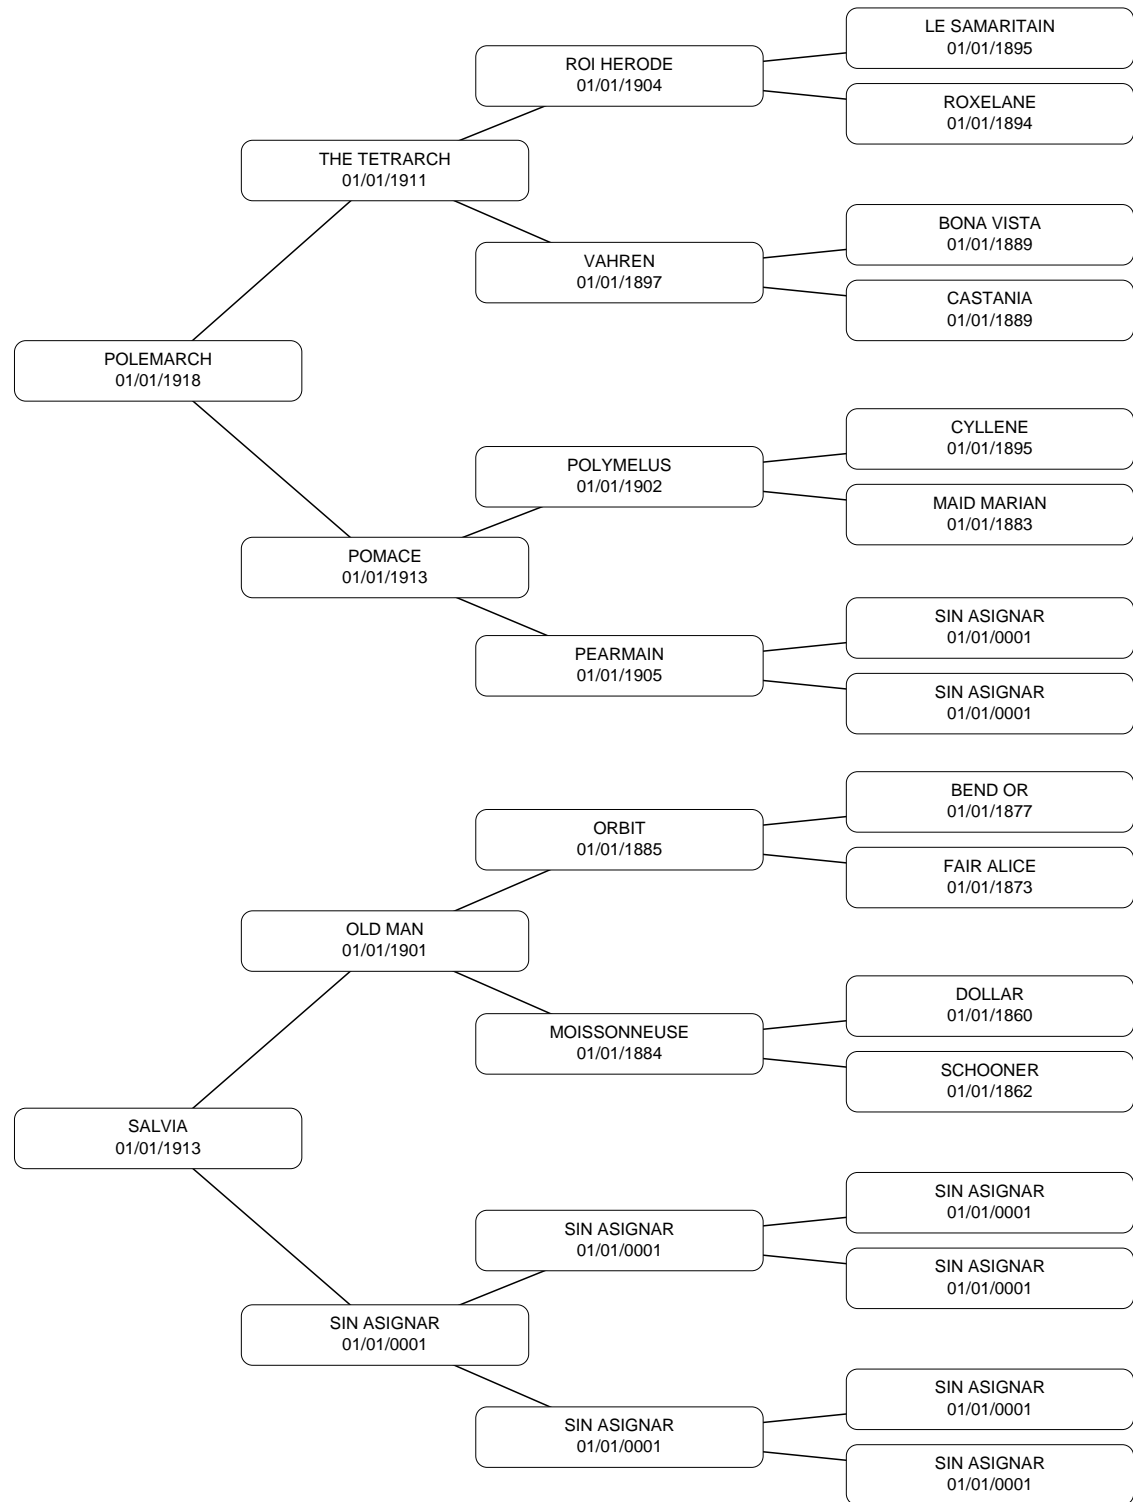 LE SAMARITAIN
01/01/1895
ROI HERODE
01/01/1904
ROXELANE
01/01/1894
THE TETRARCH
01/01/1911
BONA VISTA
01/01/1889
VAHREN
01/01/1897
CASTANIA
01/01/1889
POLEMARCH
01/01/1918
CYLLENE
01/01/1895
POLYMELUS
01/01/1902
MAID MARIAN
01/01/1883
POMACE
01/01/1913
SIN ASIGNAR
01/01/0001
PEARMAIN
01/01/1905
SIN ASIGNAR
01/01/0001
BEND OR
01/01/1877
ORBIT
01/01/1885
FAIR ALICE
01/01/1873
OLD MAN
01/01/1901
DOLLAR
01/01/1860
MOISSONNEUSE
01/01/1884
SCHOONER
01/01/1862
SALVIA
01/01/1913
SIN ASIGNAR
01/01/0001
SIN ASIGNAR
01/01/0001
SIN ASIGNAR
01/01/0001
SIN ASIGNAR
01/01/0001
SIN ASIGNAR
01/01/0001
SIN ASIGNAR
01/01/0001
SIN ASIGNAR
01/01/0001